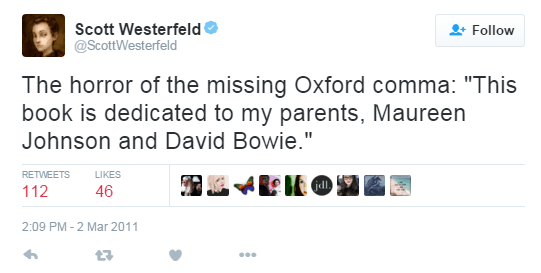 Scott Westerfeld
@ScottWesterfeld
Follow
The horror of the missing Oxford comma: "This
book is dedicated to my parents, Maureen
Johnson and David Bowie."
RETWEETS LIKES
112 46
jdl.
2:09 PM - 2 Mar 2011